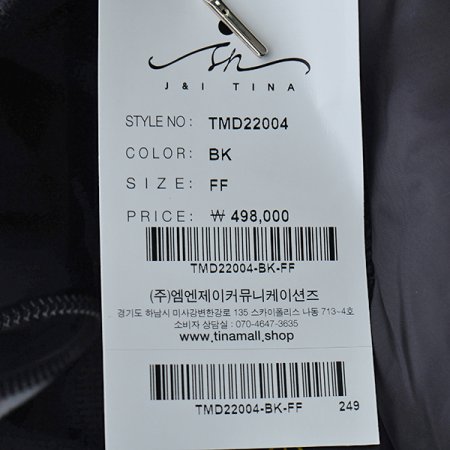 J & I TINA
STYLE NO : TMD22004
COLOR: BK
SIZE: FF
PRICE: ₩ 498,000
TMD22004-BK-FF
(주)엠엔제이커뮤니케이션즈
경기도 하남시 미사강변한강로 135 스카이폴리스 나동 713~4호
소비자 상담실 : 070-4647-3635
www.tinamall.shop
TMD22004-BK-FF 249